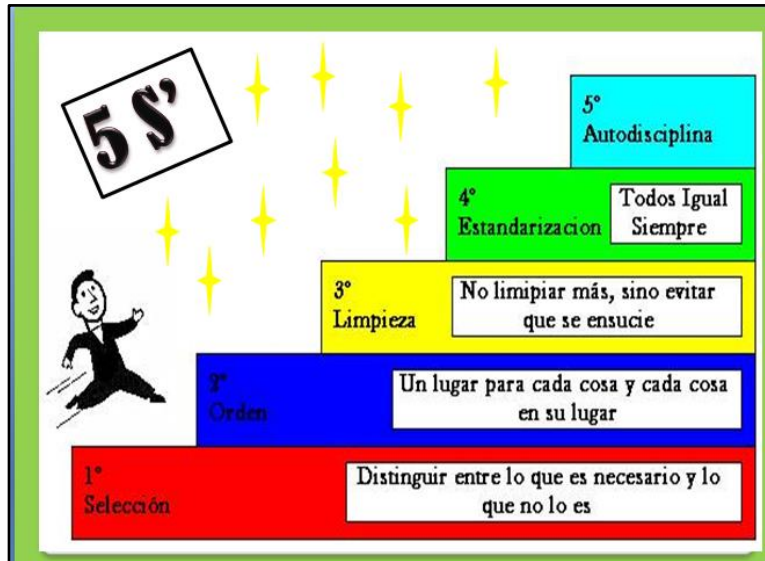 5 S'
5°
Autodisciplina
4°
Estandarizacion
Todos Igual
Siempre
3°
Limpieza
No limipiar más, sino evitar
que se ensucie
2°
Orden
Un lugar para cada cosa y cada cosa
en su lugar
1°
Selección
Distinguir entre lo que es necesario y lo
que no lo es